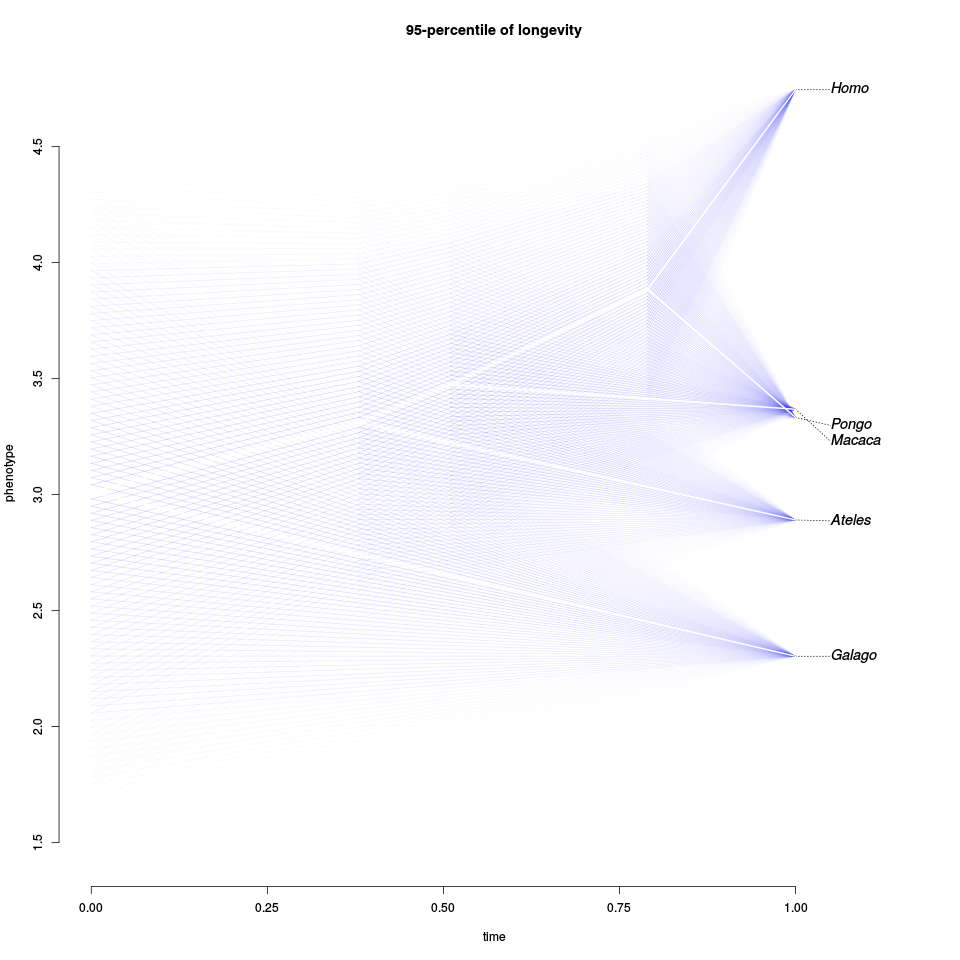 95-percentile of longevity
Homo
4.5
4.0
3.5
Pongo
Macaca
phenotype
3.0
Ateles
2.5
Galago
2.0
1.5
0.00 0.25 0.50 0.75 1.00
time